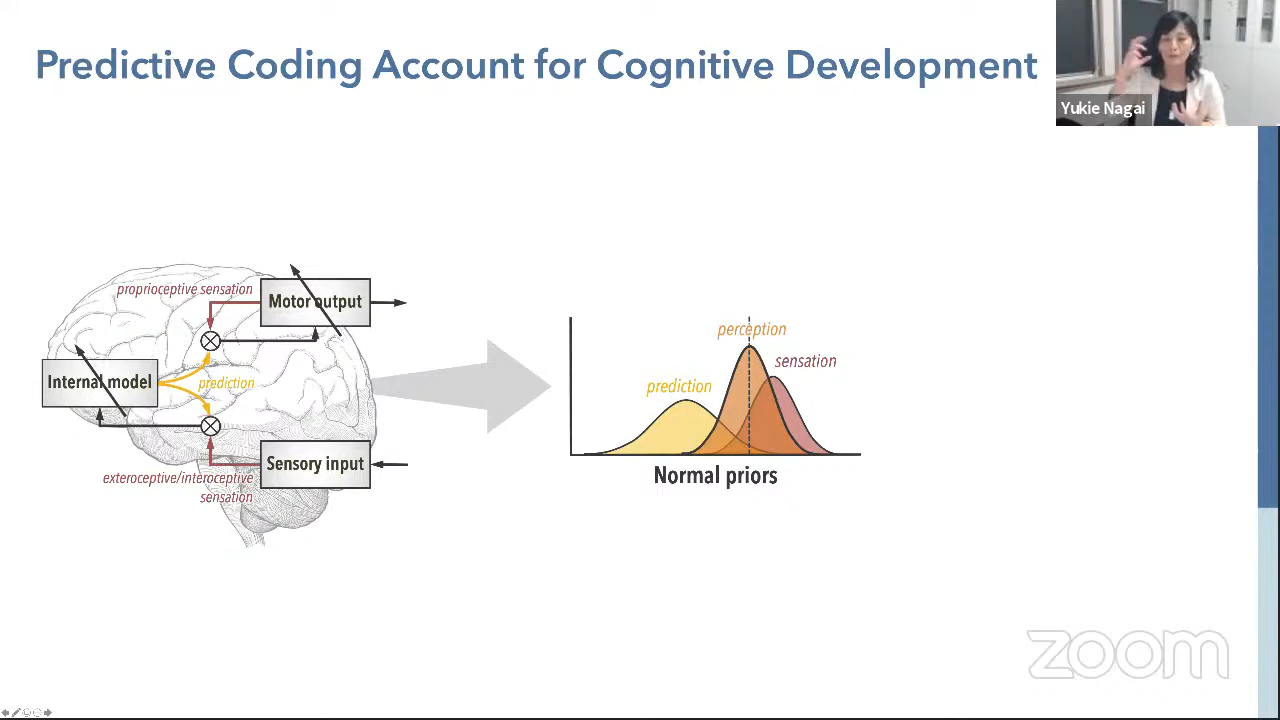 Predictive Coding Account for Cognitive Development
Yukie Nagai
proprioceptive sensation
Motor output
Internal model
prediction
Sensory input
exteroceptive/interoceptive
sensation
perception
sensation
prediction
Normal priors
zoom